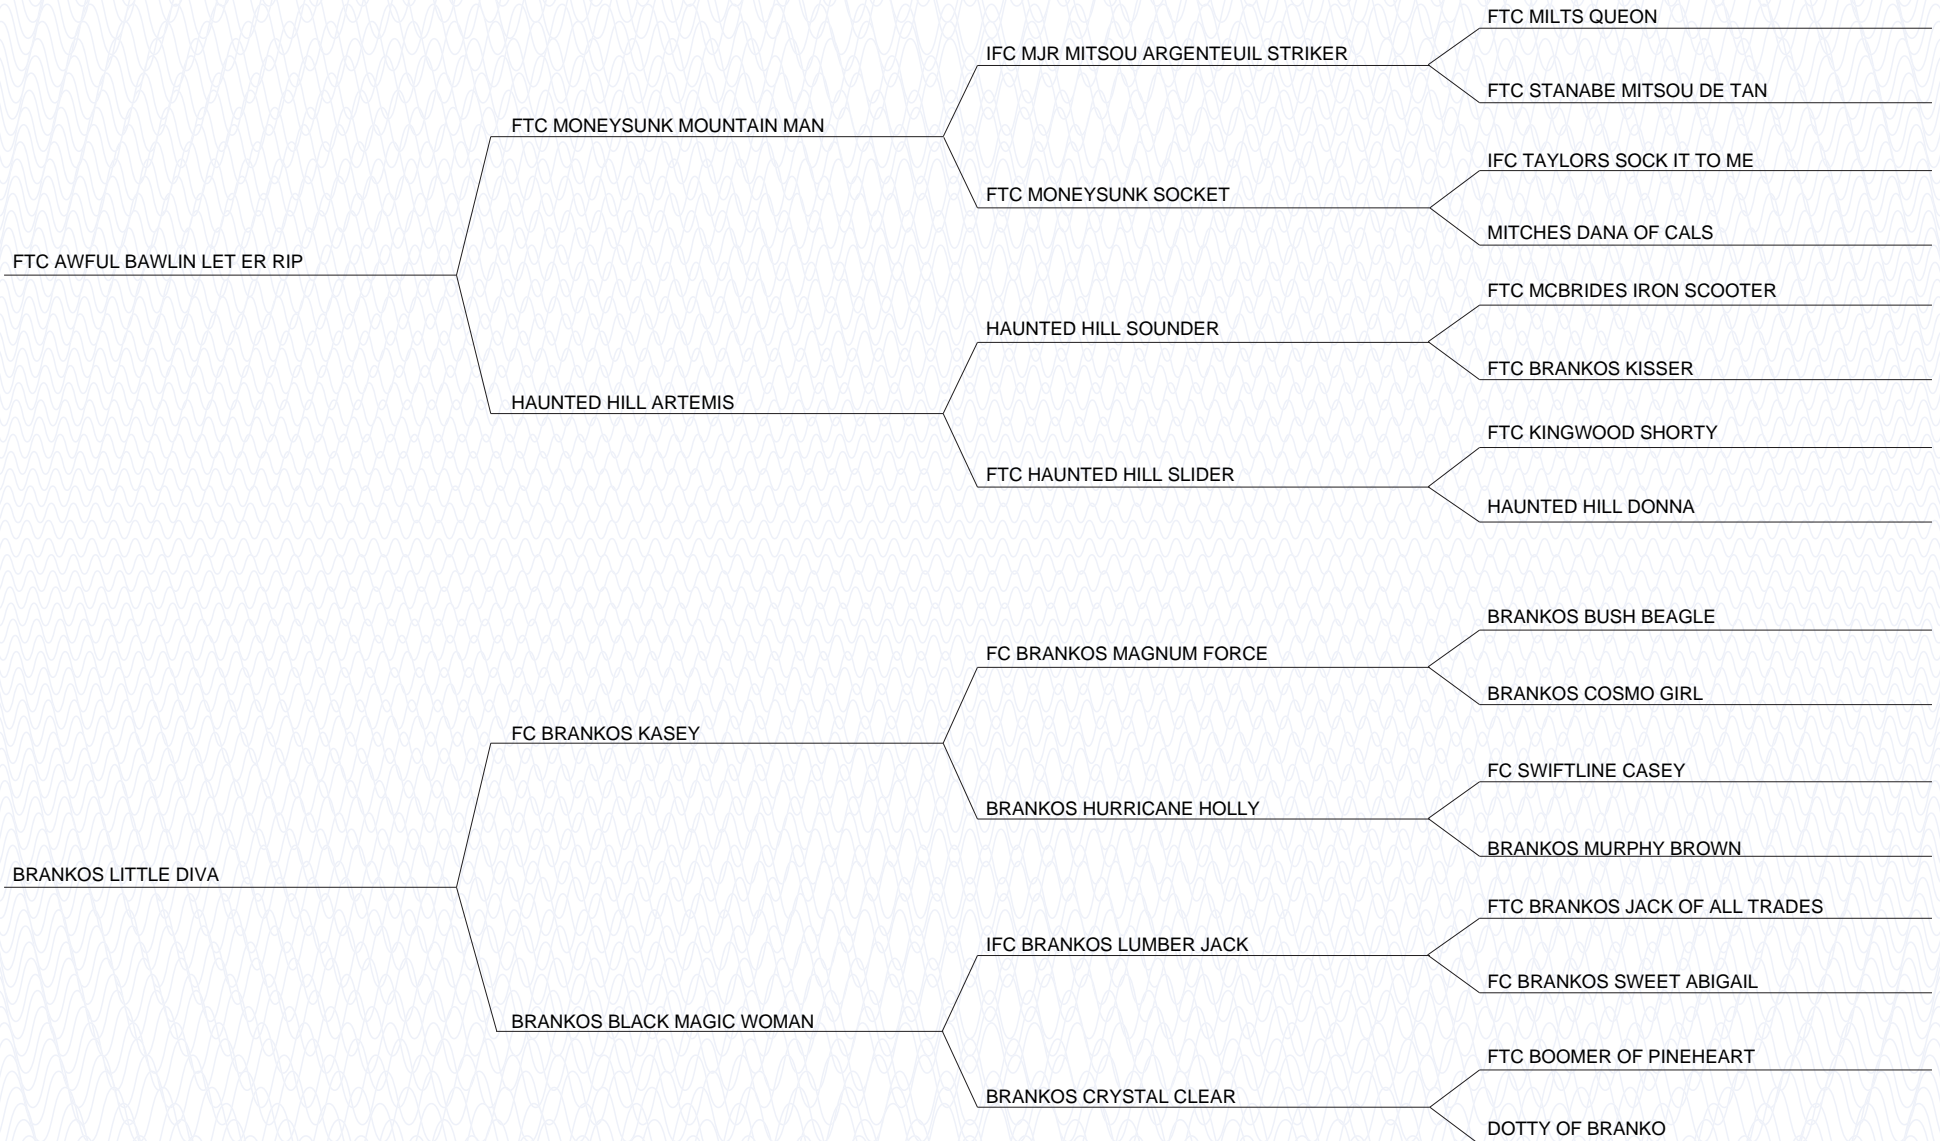 FTC MILTS QUEON
IFC MJR MITSOU ARGENTEUIL STRIKER
FTC STANABE MITSOU DE TAN
FTC MONEYSUNK MOUNTAIN MAN
IFC TAYLORS SOCK IT TO ME
FTC MONEYSUNK SOCKET
MITCHES DANA OF CALS
FTC AWFUL BAWLIN LET ER RIP
FTC MCBRIDES IRON SCOOTER
HAUNTED HILL SOUNDER
FTC BRANKOS KISSER
HAUNTED HILL ARTEMIS
FTC KINGWOOD SHORTY
FTC HAUNTED HILL SLIDER
HAUNTED HILL DONNA
BRANKOS BUSH BEAGLE
FC BRANKOS MAGNUM FORCE
BRANKOS COSMO GIRL
FC BRANKOS KASEY
FC SWIFTLINE CASEY
BRANKOS HURRICANE HOLLY
BRANKOS MURPHY BROWN
BRANKOS LITTLE DIVA
FTC BRANKOS JACK OF ALL TRADES
IFC BRANKOS LUMBER JACK
FC BRANKOS SWEET ABIGAIL
BRANKOS BLACK MAGIC WOMAN
FTC BOOMER OF PINEHEART
BRANKOS CRYSTAL CLEAR
DOTTY OF BRANKO